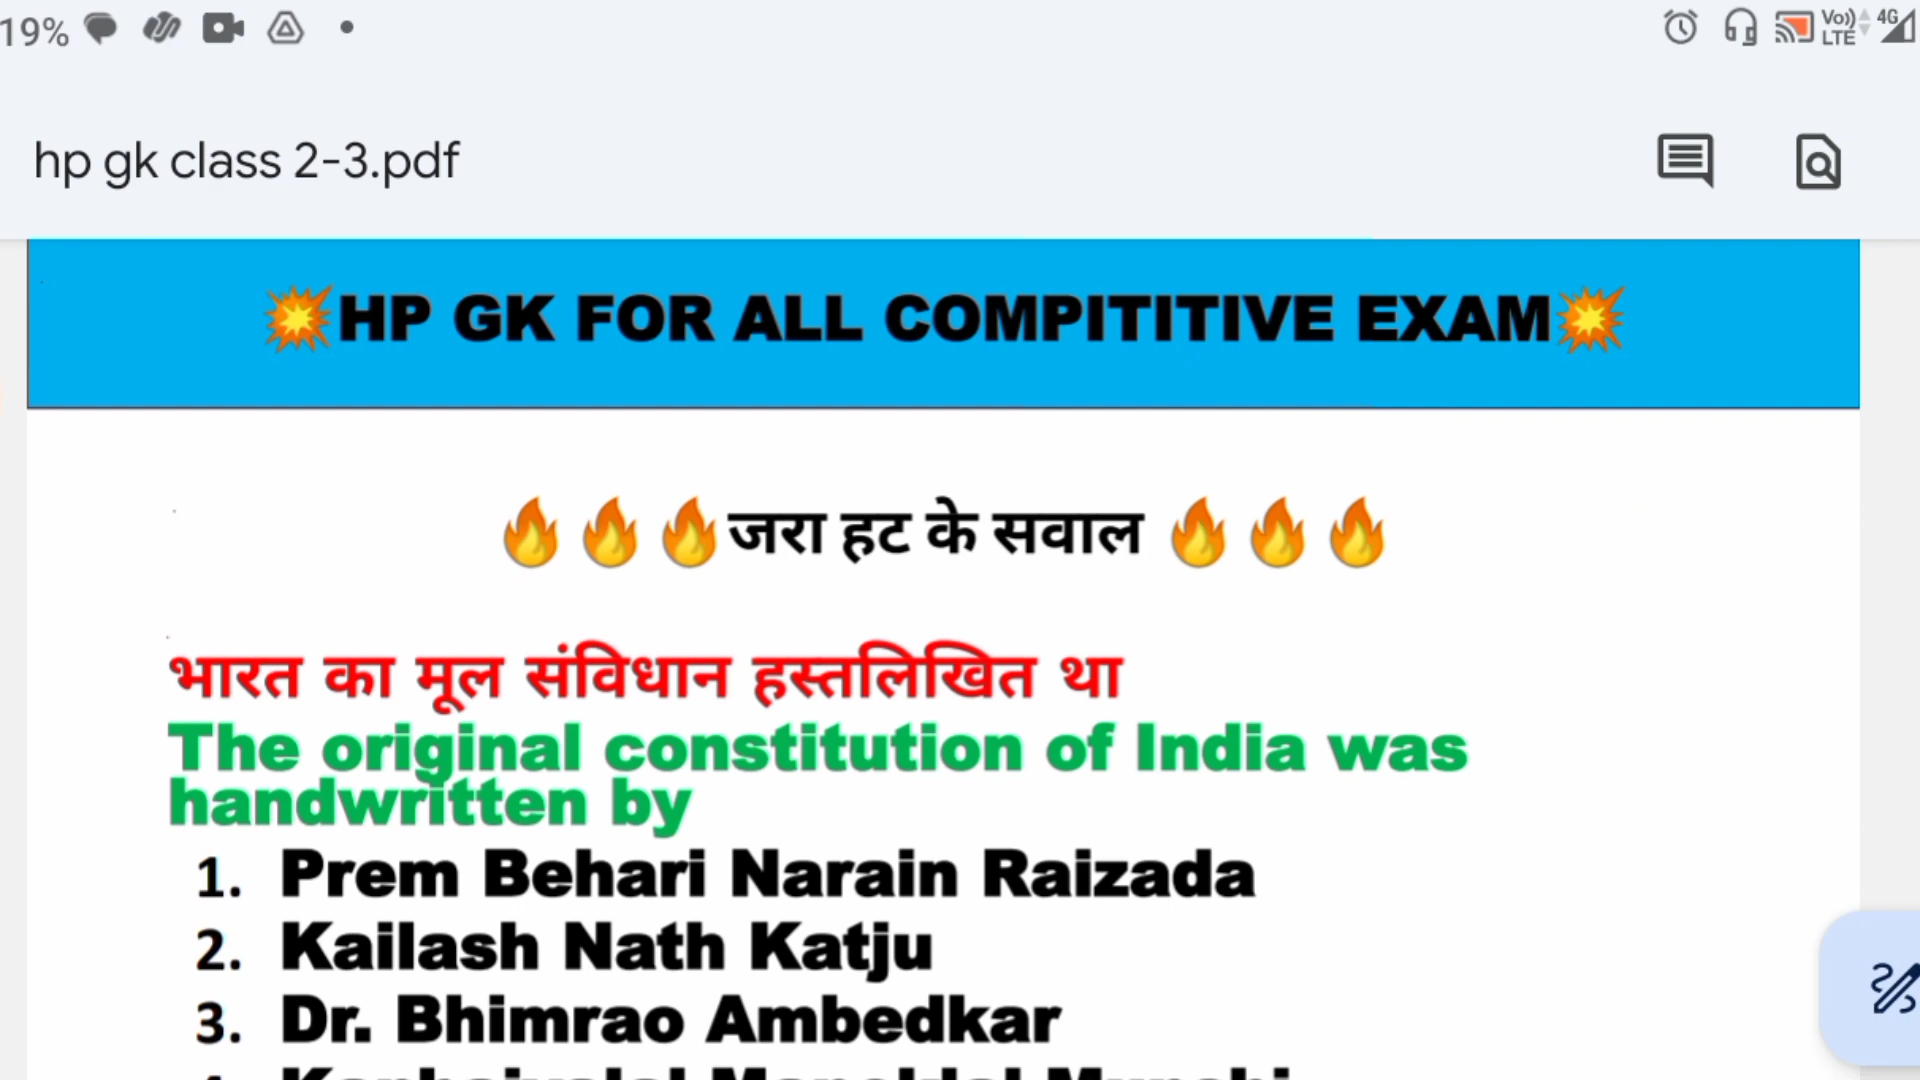 19%
Vo)) LTE 4G
hp gk class 2-3.pdf
💥HP GK FOR ALL COMPITITIVE EXAM💥
🔥🔥🔥जरा हट के सवाल 🔥🔥🔥
भारत का मूल संविधान हस्तलिखित था
The original constitution of India was
handwritten by
1. Prem Behari Narain Raizada
2. Kailash Nath Katju
3. Dr. Bhimrao Ambedkar